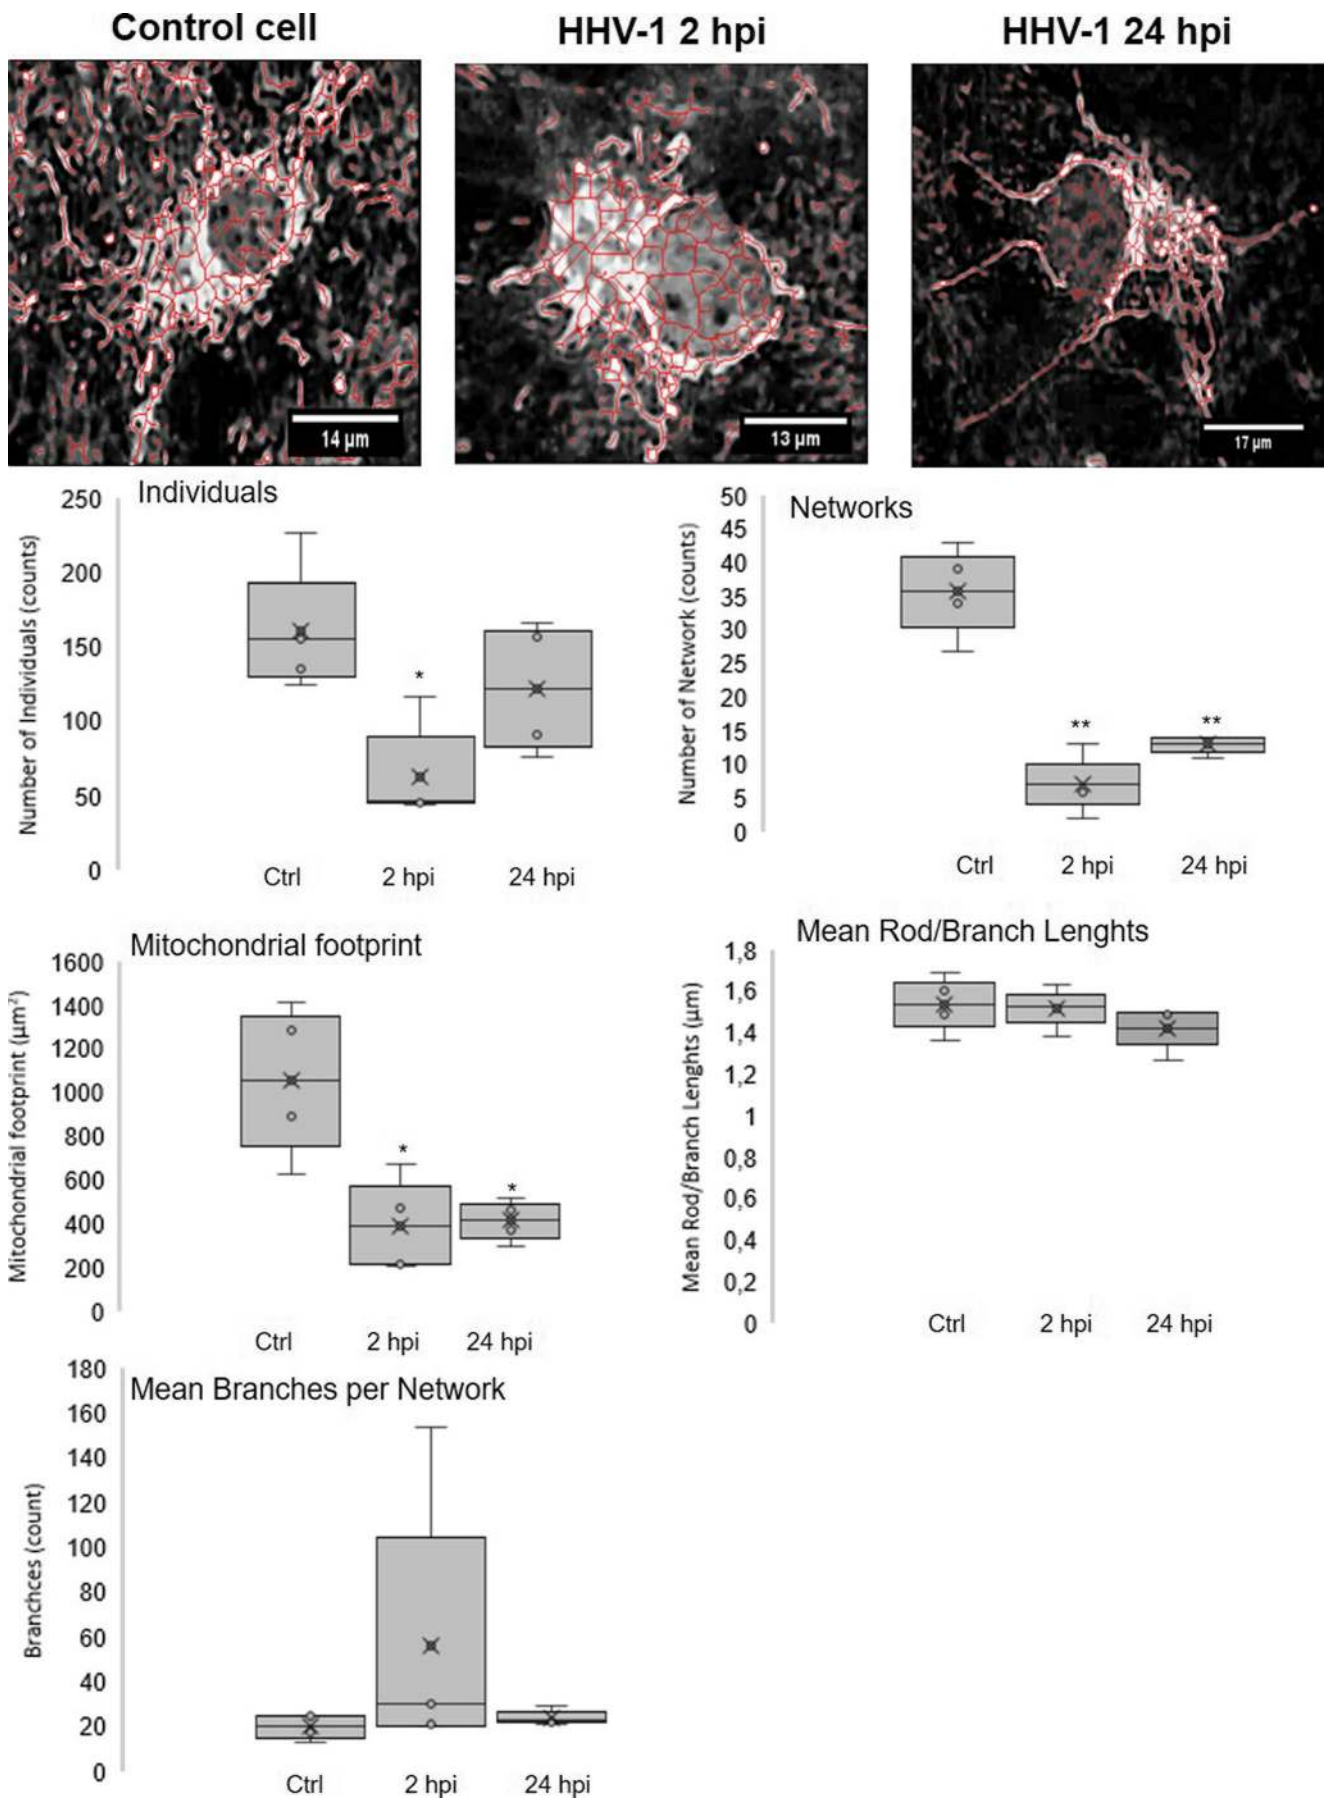 Control cell
HHV-1 2 hpi
HHV-1 24 hpi
14 µm
13 µm
17 µm
Individuals
Number of Individuals (counts)
250
200
150
100
50
0
*
Ctrl
2 hpi
24 hpi
Networks
Number of Network (counts)
50
45
40
35
30
25
20
15
10
5
0
**
**
Ctrl
2 hpi
24 hpi
Mitochondrial footprint
Mitochondrial footprint (µm²)
1600
1400
1200
1000
800
600
400
200
0
*
*
Ctrl
2 hpi
24 hpi
Mean Rod/Branch Lenghts
Mean Rod/Branch Lenghts (µm)
1,8
1,6
1,4
1,2
1
0,8
0,6
0,4
0,2
0
Ctrl
2 hpi
24 hpi
Mean Branches per Network
Branchces (count)
180
160
140
120
100
80
60
40
20
0
Ctrl
2 hpi
24 hpi